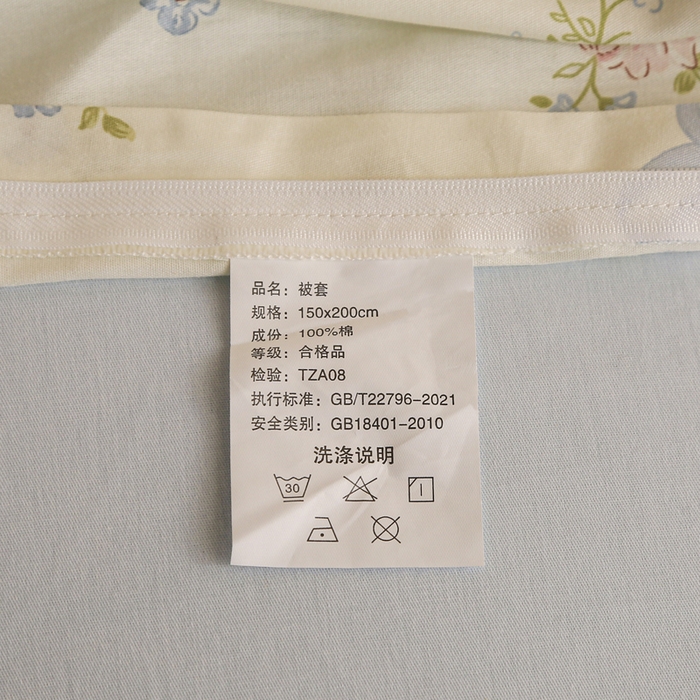 品名：被套
规格：150x200cm
成份：100%棉
等级：合格品
检验：TZA08
执行标准：GB/T22796-2021
安全类别：GB18401-2010
洗涤说明
30